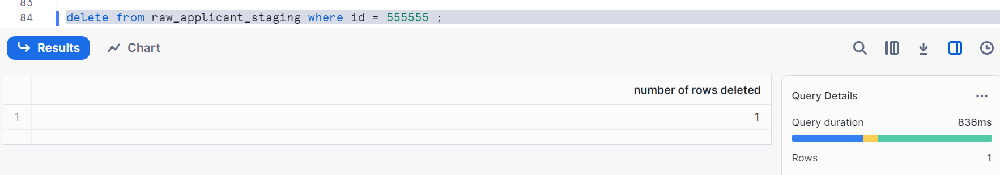 83
84 delete from raw_applicant_staging where id = 555555 ;
Results Chart
number of rows deleted
1 1
Query Details ...
Query duration 836ms
Rows 1